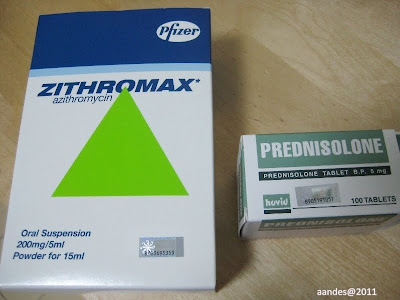 Pfizer
ZITHROMAX*
azithromycin
Oral Suspension
200mg/5ml
Powder for 15ml
PREDNISOLONE
PREDNISOLONE TABLET B.P. 5 mg
hovid
100 TABLETS
aandes@2011